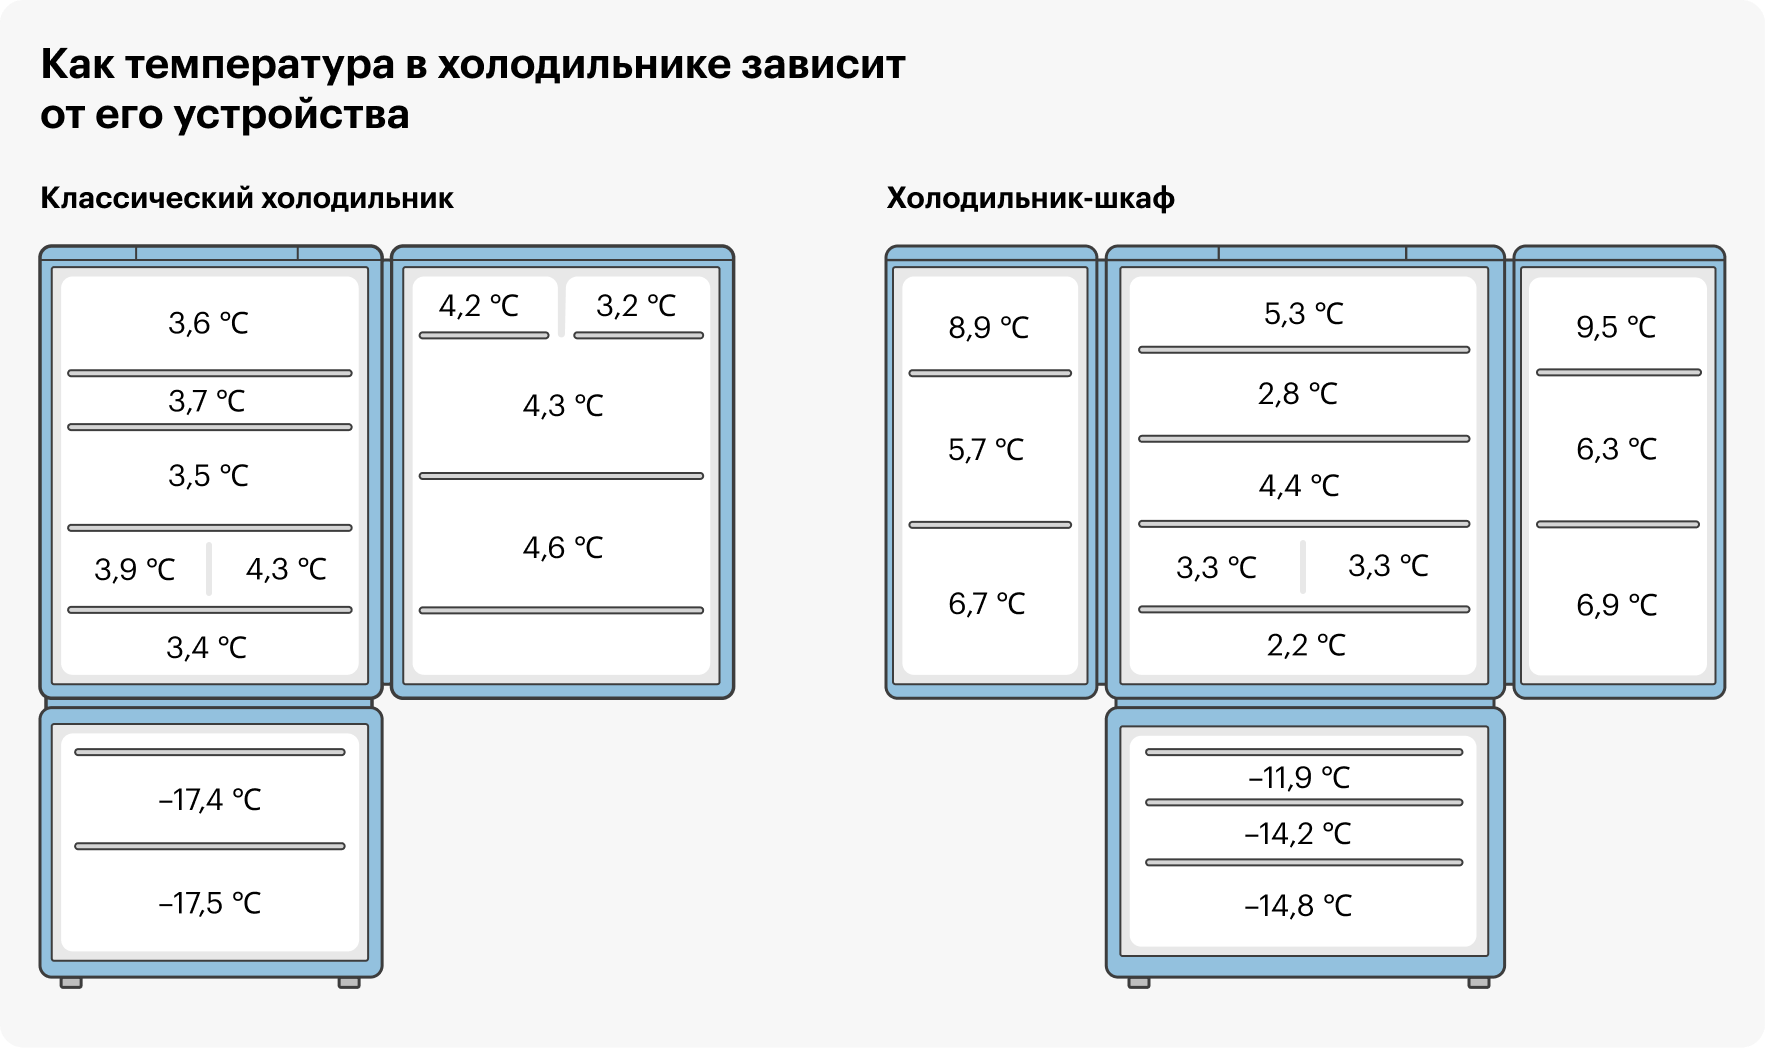 Как температура в холодильнике зависит
от его устройства
Классический холодильник
3,6 °C
3,7 °C
3,5 °C
3,9 °C
4,3 °C
3,4 °C
4,2 °C
3,2 °C
4,3 °C
4,6 °C
–17,4 °C
–17,5 °C
Холодильник-шкаф
8,9 °C
5,7 °C
6,7 °C
5,3 °C
2,8 °C
4,4 °C
3,3 °C
3,3 °C
2,2 °C
9,5 °C
6,3 °C
6,9 °C
–11,9 °C
–14,2 °C
–14,8 °C